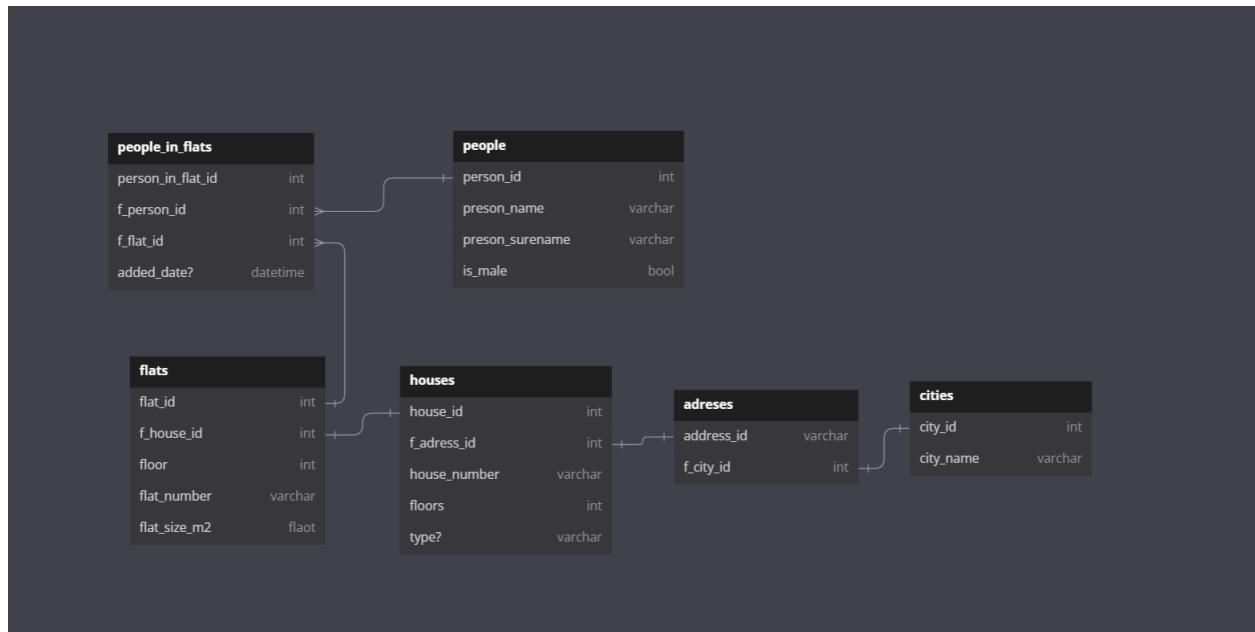 people_in_flats
person_in_flat_id int
f_person_id int
f_flat_id int
added_date? datetime
people
person_id int
preson_name varchar
preson_surename varchar
is_male bool
flats
flat_id int
f_house_id int
floor int
flat_number varchar
flat_size_m2 flaot
houses
house_id int
f_adress_id int
house_number varchar
floors int
type? varchar
adreses
address_id varchar
f_city_id int
cities
city_id int
city_name varchar